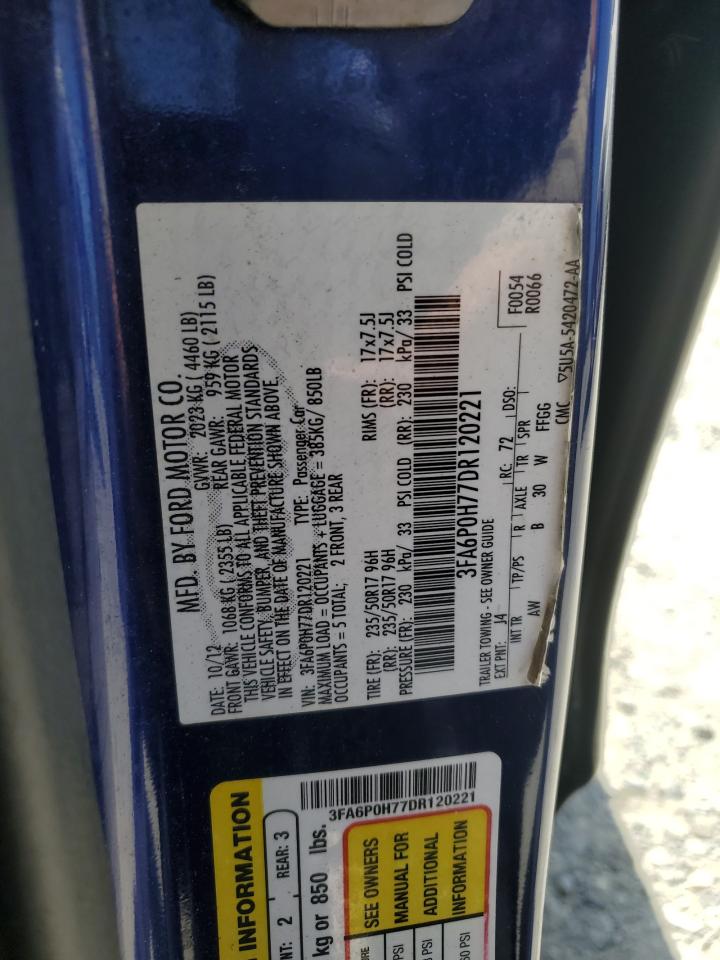 MFD. BY FORD MOTOR CO.
DATE: 10/12 GVWR: 2023 KG ( 4460 LB)
FRONT GAWR: 1068 KG ( 2355 LB) REAR GAWR: 959 KG ( 2115 LB)
THIS VEHICLE CONFORMS TO ALL APPLICABLE FEDERAL MOTOR
VEHICLE SAFETY, BUMPER, AND THEFT PREVENTION STANDARDS
IN EFFECT ON THE DATE OF MANUFACTURE SHOWN ABOVE.
VIN: 3FA6P0H77DR120221 TYPE: Passenger Car
MAXIMUM LOAD = OCCUPANTS + LUGGAGE = 385KG/ 850LB
OCCUPANTS = 5 TOTAL; 2 FRONT, 3 REAR
TIRE (FR): 235/50R17 96H RIMS (FR): 17x7.5J
(RR): 235/50R17 96H (RR): 17x7.5J
PRESSURE (FR): 230 kPa/ 33 PSI COLD (RR): 230 kPa/ 33 PSI COLD
3FA6P0H77DR120221
TRAILER TOWING - SEE OWNER GUIDE
F0054
R0066
EXT PNT: J4 RC: 72 DSO:
INT TR TP/PS R AXLE TR SPR
AW B 30 W FFGG
CMC ▽5U5A-5420472-AA
INFORMATION
NT: 2 REAR: 3
kg or 850 lbs.
3FA6P0H77DR120221
SEE OWNERS
MANUAL FOR
ADDITIONAL
INFORMATION
PSI
PSI
60 PSI